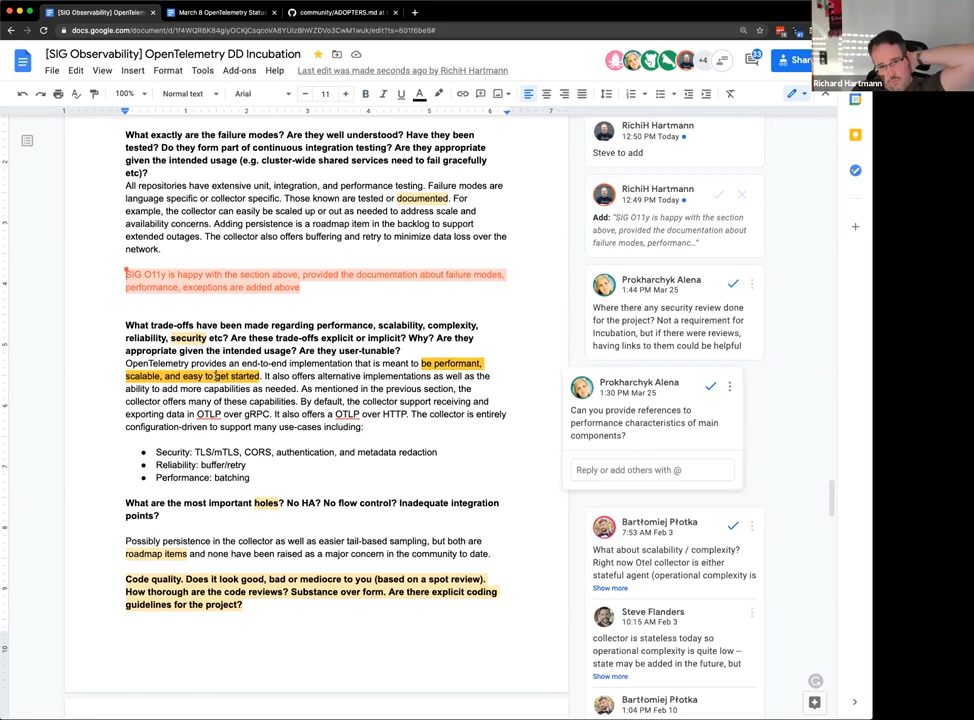 [SIG Observability] OpenTelem
March 8 OpenTelemetry Status
community/ADOPTERS.md at m
docs.google.com/document/d/1f4WQR6K84giyOCKjCsqonVA8YUIzBhWZDVo3CwM1wuk/edit?ts=601f6be8#
[SIG Observability] OpenTelemetry DD Incubation
+4
33
Share
Richard Hartmann
File Edit View Insert Format Tools Add-ons Help Last edit was made seconds ago by RichiH Hartmann
100% Normal text Arial 11
What exactly are the failure modes? Are they well understood? Have they been
tested? Do they form part of continuous integration testing? Are they appropriate
given the intended usage (e.g. cluster-wide shared services need to fail gracefully
etc)?
All repositories have extensive unit, integration, and performance testing. Failure modes are
language specific or collector specific. Those known are tested or documented. For
example, the collector can easily be scaled up or out as needed to address scale and
availability concerns. Adding persistence is a roadmap item in the backlog to support
extended outages. The collector also offers buffering and retry to minimize data loss over the
network.
SIG O11y is happy with the section above, provided the documentation about failure modes,
performance, exceptions are added above
What trade-offs have been made regarding performance, scalability, complexity,
reliability, security etc? Are these trade-offs explicit or implicit? Why? Are they
appropriate given the intended usage? Are they user-tunable?
OpenTelemetry provides an end-to-end implementation that is meant to be performant,
scalable, and easy to get started. It also offers alternative implementations as well as the
ability to add more capabilities as needed. As mentioned in the previous section, the
collector offers many of these capabilities. By default, the collector support receiving and
exporting data in OTLP over gRPC. It also offers a OTLP over HTTP. The collector is entirely
configuration-driven to support many use-cases including:
● Security: TLS/mTLS, CORS, authentication, and metadata redaction
● Reliability: buffer/retry
● Performance: batching
What are the most important holes? No HA? No flow control? Inadequate integration
points?
Possibly persistence in the collector as well as easier tail-based sampling, but both are
roadmap items and none have been raised as a major concern in the community to date.
Code quality. Does it look good, bad or mediocre to you (based on a spot review).
How thorough are the code reviews? Substance over form. Are there explicit coding
guidelines for the project?
RichiH Hartmann
12:50 PM Today
Steve to add
RichiH Hartmann
12:49 PM Today
Add: "SIG O11y is happy with the section
above, provided the documentation about
failure modes, performanc..."
Prokharchyk Alena
1:44 PM Mar 25
Where there any security review done
for the project? Not a requirement for
Incubation, but if there were reviews,
having links to them could be helpful
Prokharchyk Alena
1:30 PM Mar 25
Can you provide references to
performance characteristics of main
components?
Reply or add others with @
Bartłomiej Płotka
7:53 AM Feb 3
What about scalability / complexity?
Right now Otel collector is either
stateful agent (operational complexity is
Show more
Steve Flanders
10:15 AM Feb 3
collector is stateless today so
operational complexity is quite low --
state may be added in the future, but
Show more
Bartłomiej Płotka
1:04 PM Feb 10